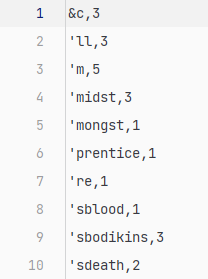 1 &c,3
2 'll,3
3 'm,5
4 'midst,3
5 'mongst,1
6 'prentice,1
7 're,1
8 'sblood,1
9 'sbodikins,3
10 'sdeath,2